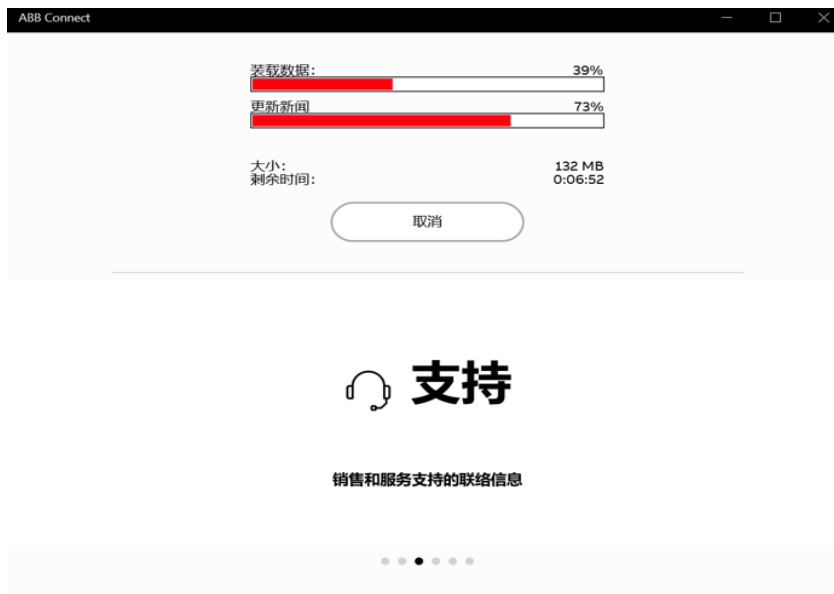 ABB Connect
装载数据: 39%
更新新闻 73%
大小: 132 MB
剩余时间: 0:06:52
取消
支持
销售和服务支持的联络信息